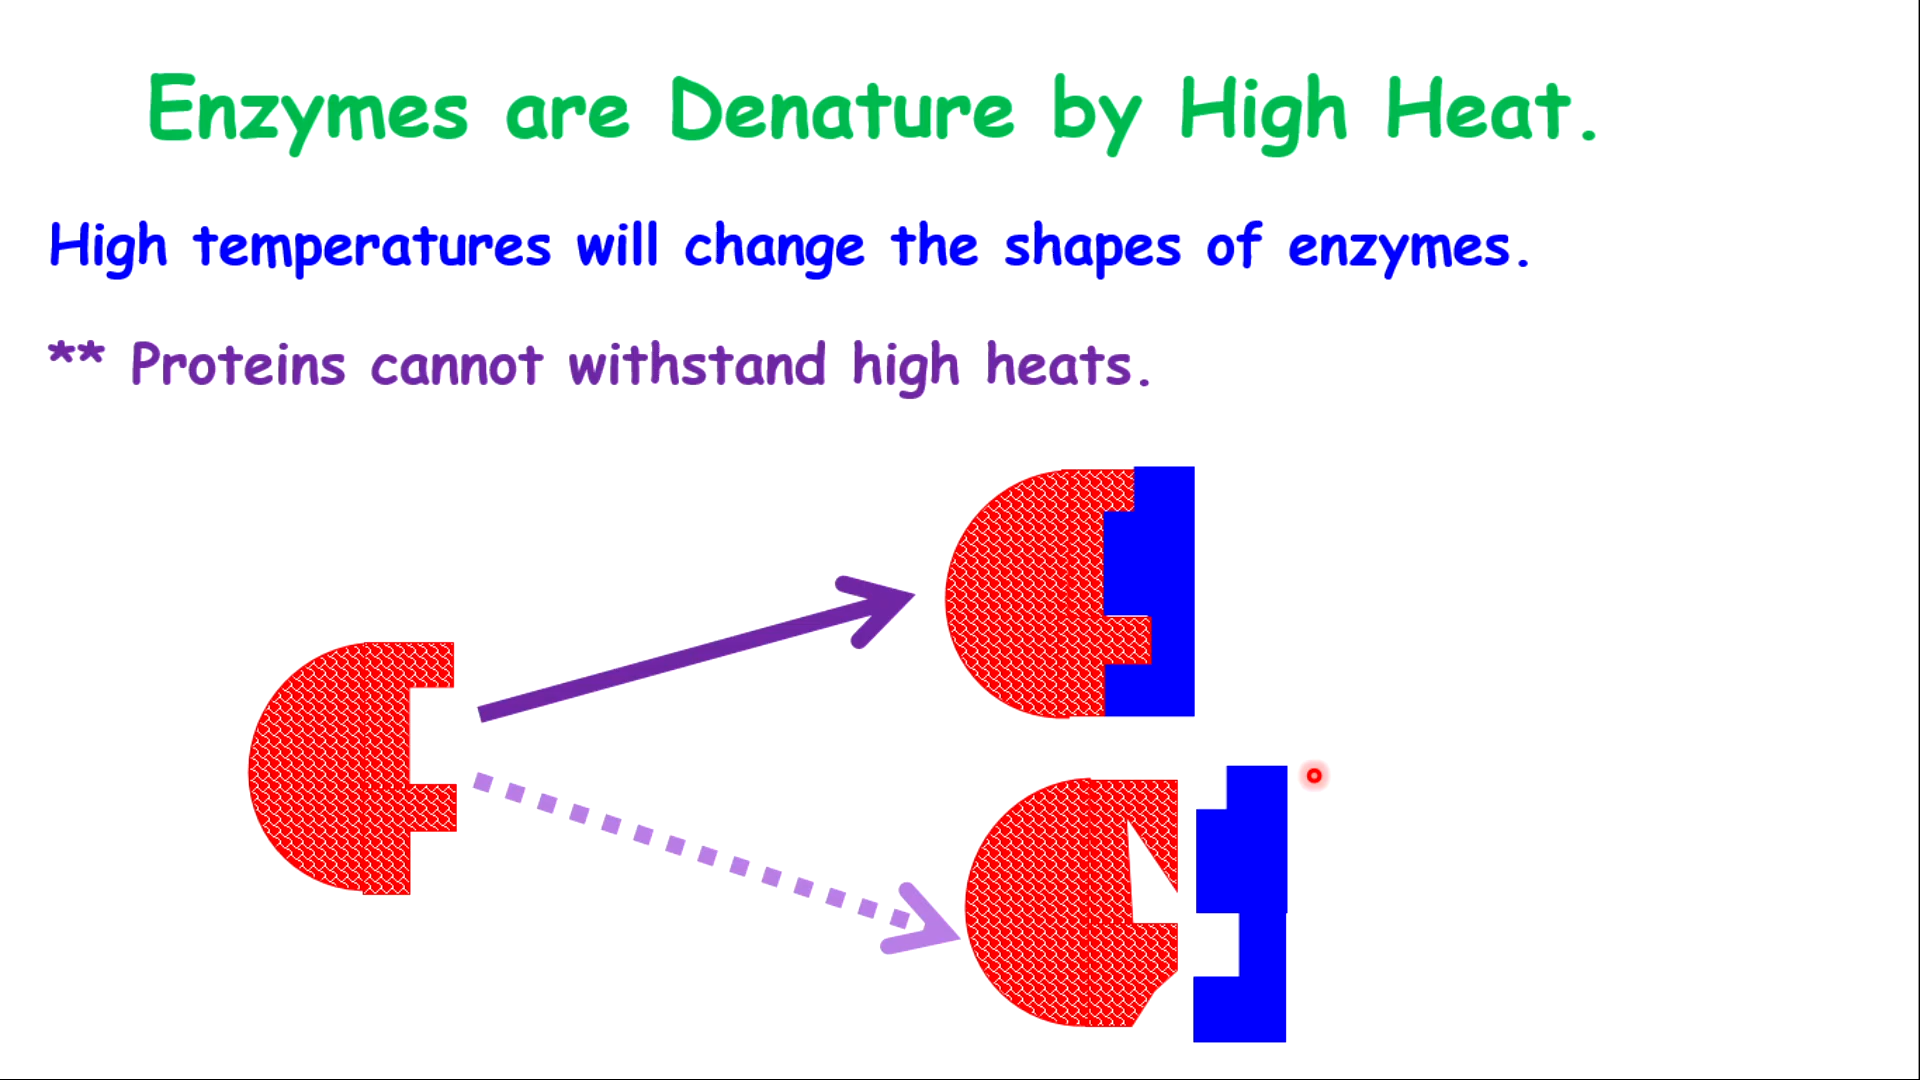 Enzymes are Denature by High Heat.
High temperatures will change the shapes of enzymes.
** Proteins cannot withstand high heats.